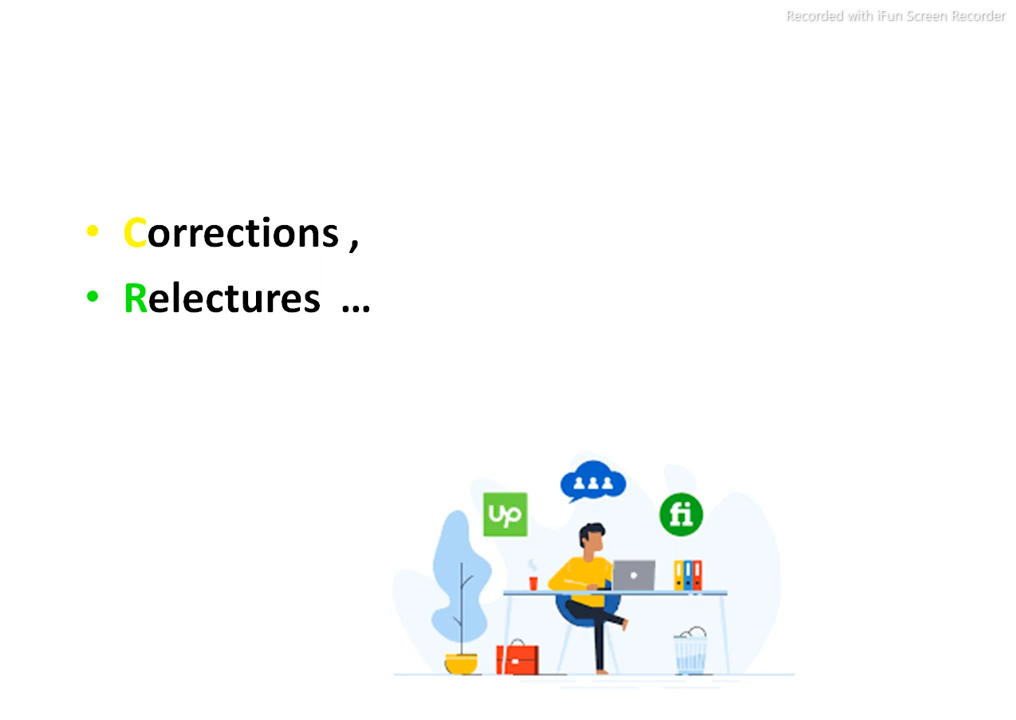 Recorded with iFun Screen Recorder
• Corrections ,
• Relectures ...
up
fi